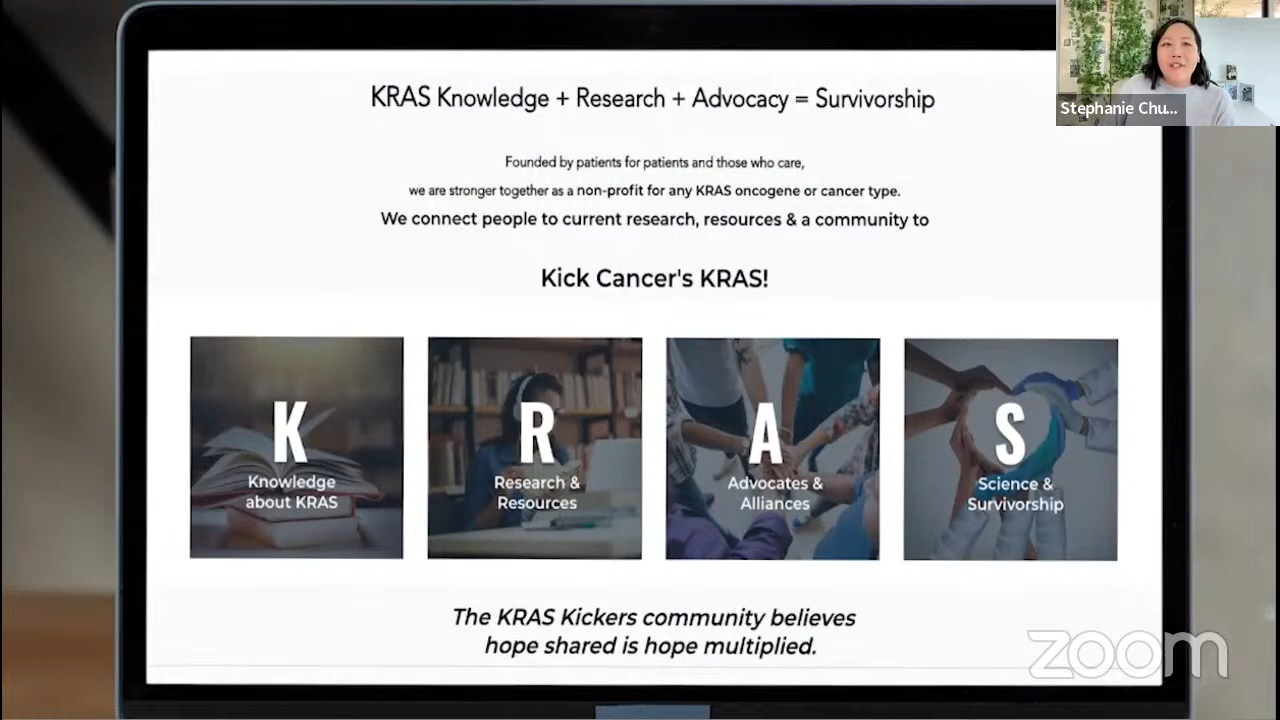 KRAS Knowledge + Research + Advocacy = Survivorship
Stephanie Chu...
Founded by patients for patients and those who care,
we are stronger together as a non-profit for any KRAS oncogene or cancer type.
We connect people to current research, resources & a community to
Kick Cancer's KRAS!
K
Knowledge
about KRAS
R
Research &
Resources
A
Advocates &
Alliances
S
Science &
Survivorship
The KRAS Kickers community believes
hope shared is hope multiplied.
zoom